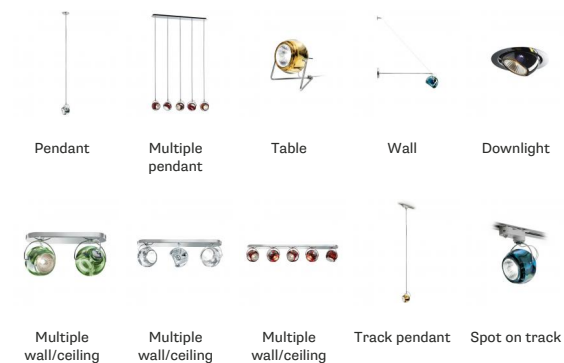 Pendant
Multiple
pendant
Table
Wall
Downlight
Multiple
wall/ceiling
Multiple
wall/ceiling
Multiple
wall/ceiling
Track pendant
Spot on track